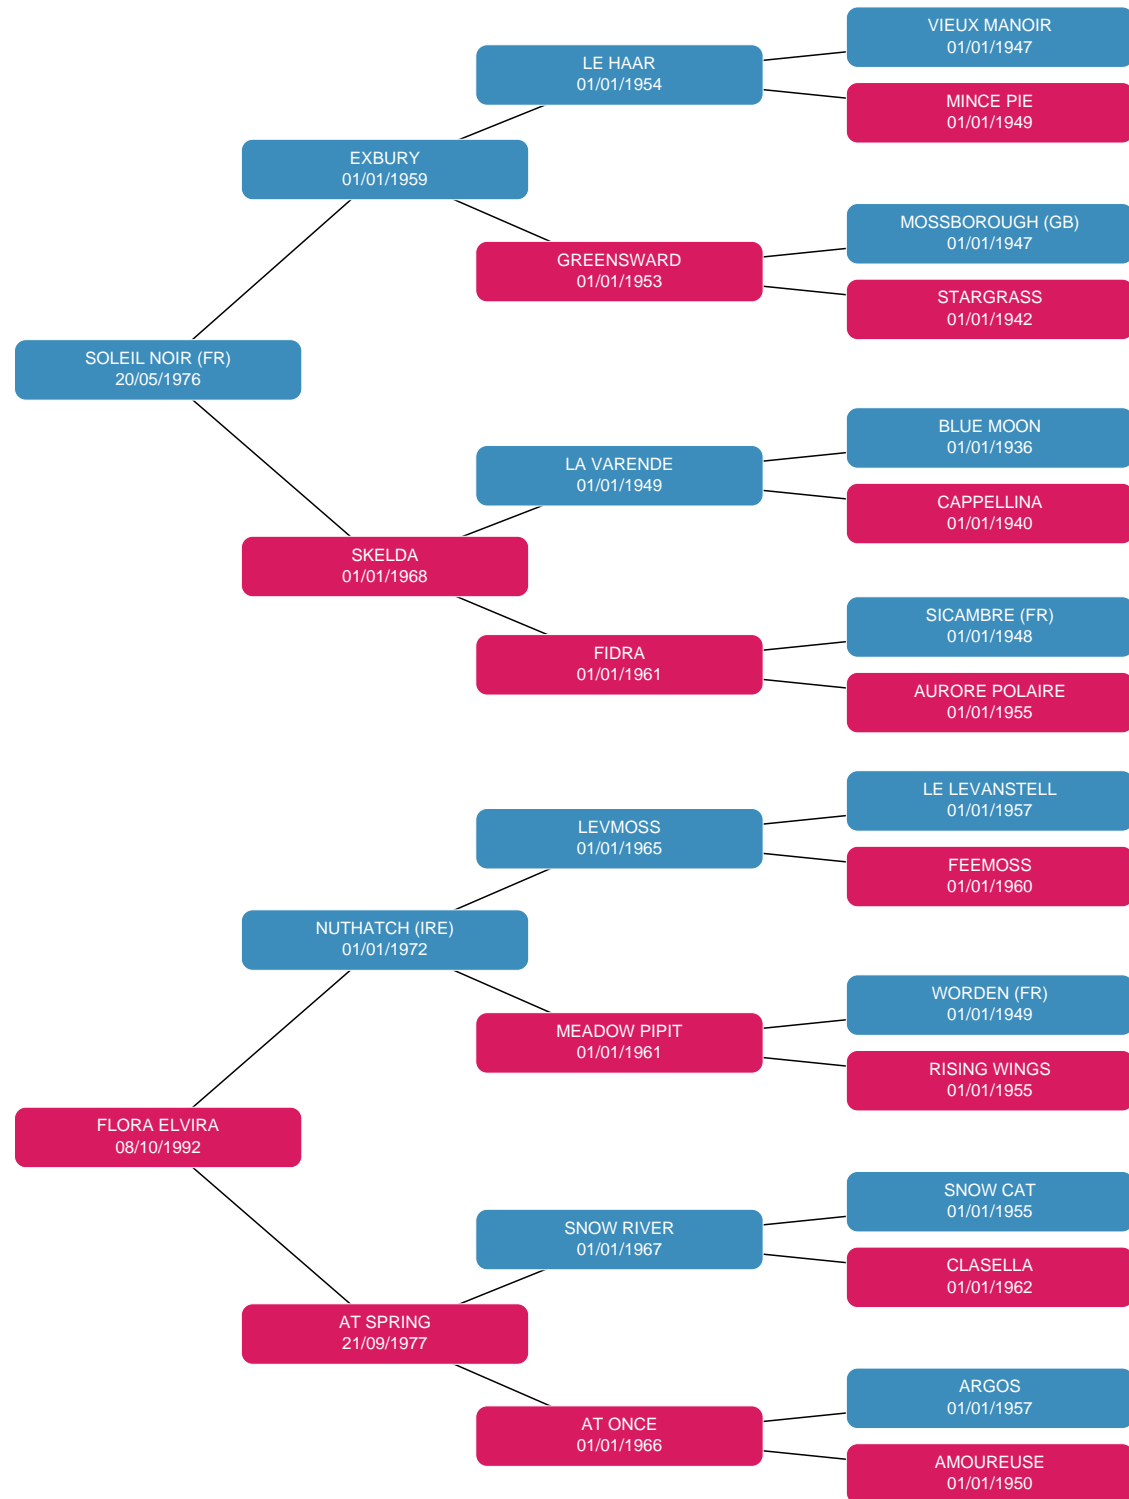 VIEUX MANOIR
01/01/1947
LE HAAR
01/01/1954
MINCE PIE
01/01/1949
EXBURY
01/01/1959
MOSSBOROUGH (GB)
01/01/1947
GREENSWARD
01/01/1953
STARGRASS
01/01/1942
SOLEIL NOIR (FR)
20/05/1976
BLUE MOON
01/01/1936
LA VARENDE
01/01/1949
CAPPELLINA
01/01/1940
SKELDA
01/01/1968
SICAMBRE (FR)
01/01/1948
FIDRA
01/01/1961
AURORE POLAIRE
01/01/1955
LE LEVANSTELL
01/01/1957
LEVMOSS
01/01/1965
FEEMOSS
01/01/1960
NUTHATCH (IRE)
01/01/1972
WORDEN (FR)
01/01/1949
MEADOW PIPIT
01/01/1961
RISING WINGS
01/01/1955
FLORA ELVIRA
08/10/1992
SNOW CAT
01/01/1955
SNOW RIVER
01/01/1967
CLASELLA
01/01/1962
AT SPRING
21/09/1977
ARGOS
01/01/1957
AT ONCE
01/01/1966
AMOUREUSE
01/01/1950